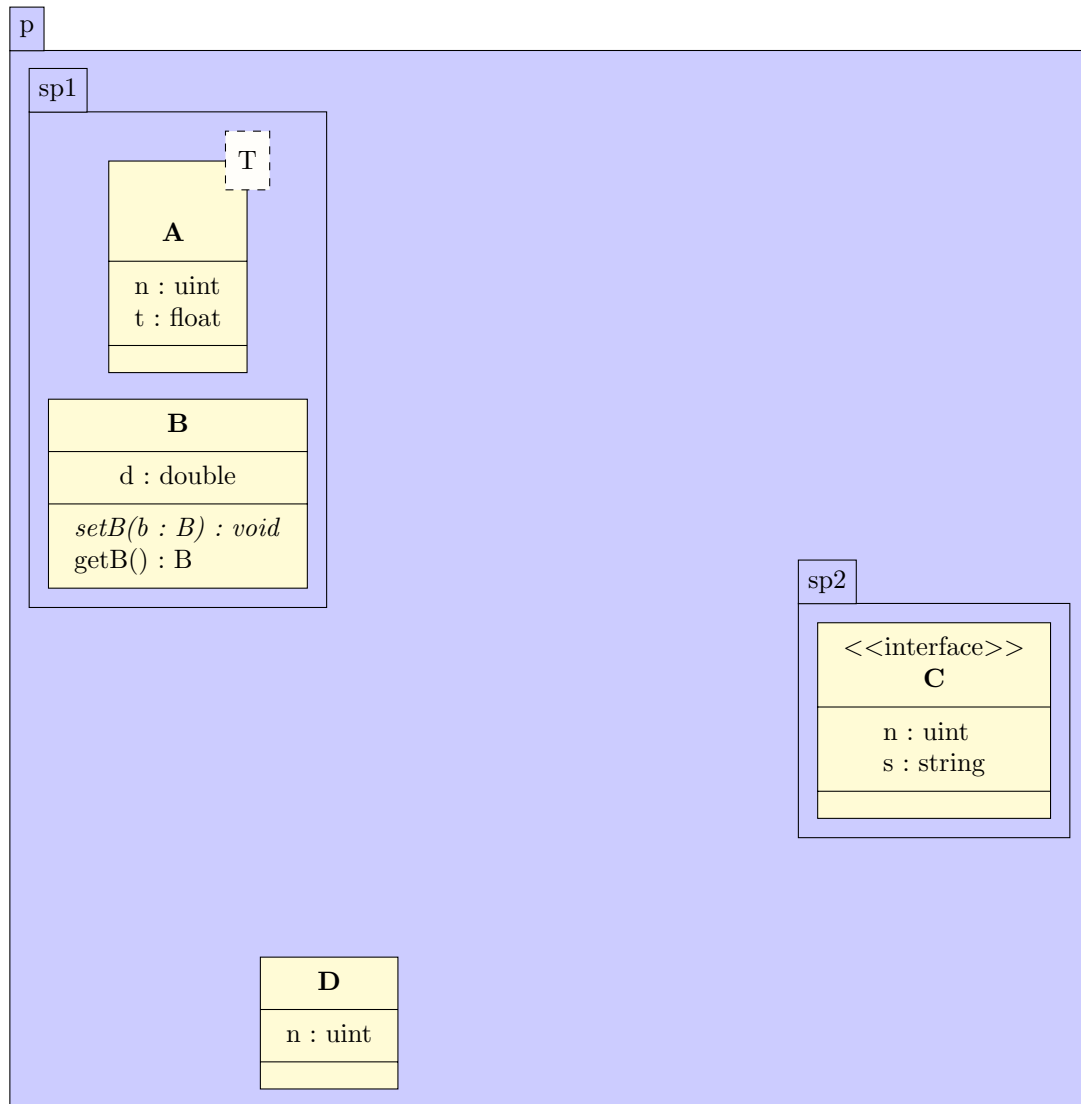 p
sp1
T
A
n : uint
t : float
B
d : double
setB(b : B) : void
getB() : B
sp2
<<interface>>
C
n : uint
s : string
D
n : uint